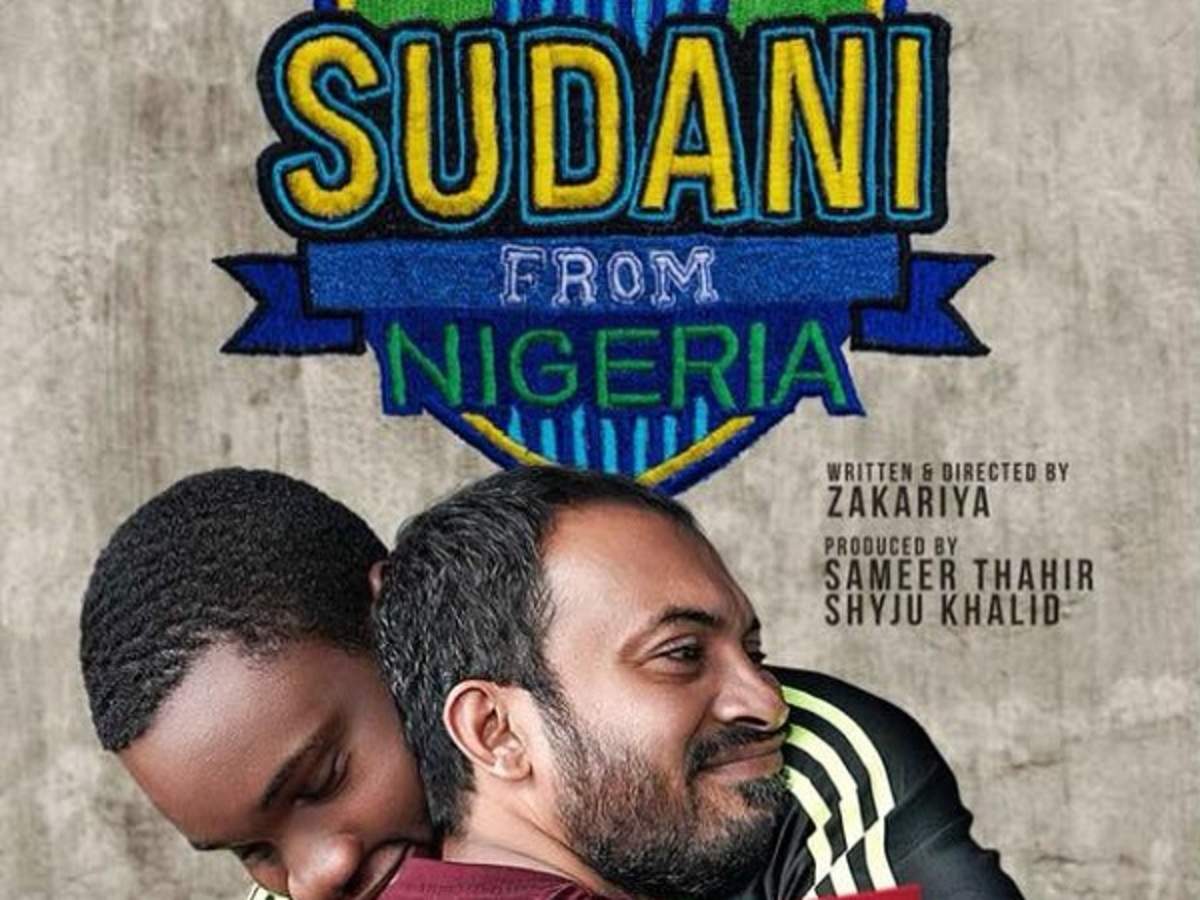 SUDANI
FROM
NIGERIA
WRITTEN & DIRECTED BY
ZAKARIYA
PRODUCED BY
SAMEER THAHIR
SHYJU KHALID